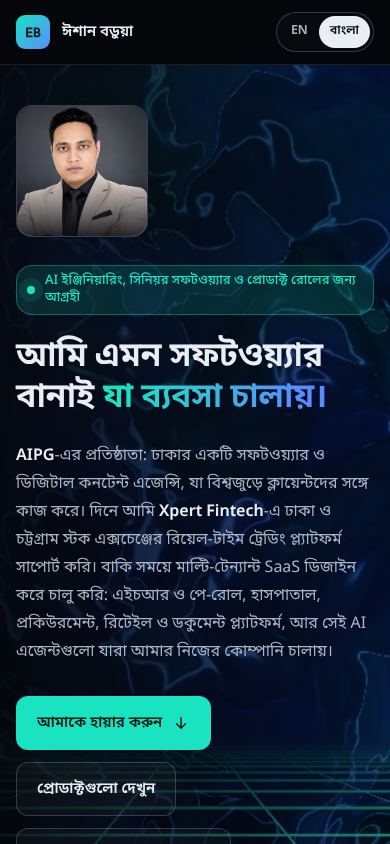 EB
ঈশান বড়ুয়া
EN
বাংলা
AI ইঞ্জিনিয়ারিং, সিনিয়র সফটওয়্যার ও প্রোডাক্ট রোলের জন্য
আগ্রহী
আমি এমন সফটওয়্যার
বানাই যা ব্যবসা চালায়।
AIPG-এর প্রতিষ্ঠাতা: ঢাকার একটি সফটওয়্যার ও
ডিজিটাল কনটেন্ট এজেন্সি, যা বিশ্বজুড়ে ক্লায়েন্টদের সঙ্গে
কাজ করে। দিনে আমি Xpert Fintech-এ ঢাকা ও
চট্টগ্রাম স্টক এক্সচেঞ্জের রিয়েল-টাইম ট্রেডিং প্ল্যাটফর্ম
সাপোর্ট করি। বাকি সময়ে মাল্টি-টেন্যান্ট SaaS ডিজাইন
করে চালু করি: এইচআর ও পে-রোল, হাসপাতাল,
প্রকিউরমেন্ট, রিটেইল ও ডকুমেন্ট প্ল্যাটফর্ম, আর সেই AI
এজেন্টগুলো যারা আমার নিজের কোম্পানি চালায়।
আমাকে হায়ার করুন ↓
প্রোডাক্টগুলো দেখুন